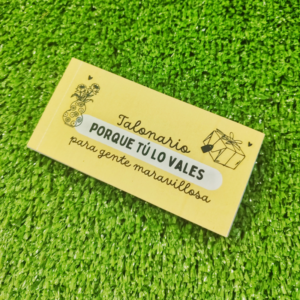 Talonario
PORQUE TÚ LO VALES
para gente maravillosa